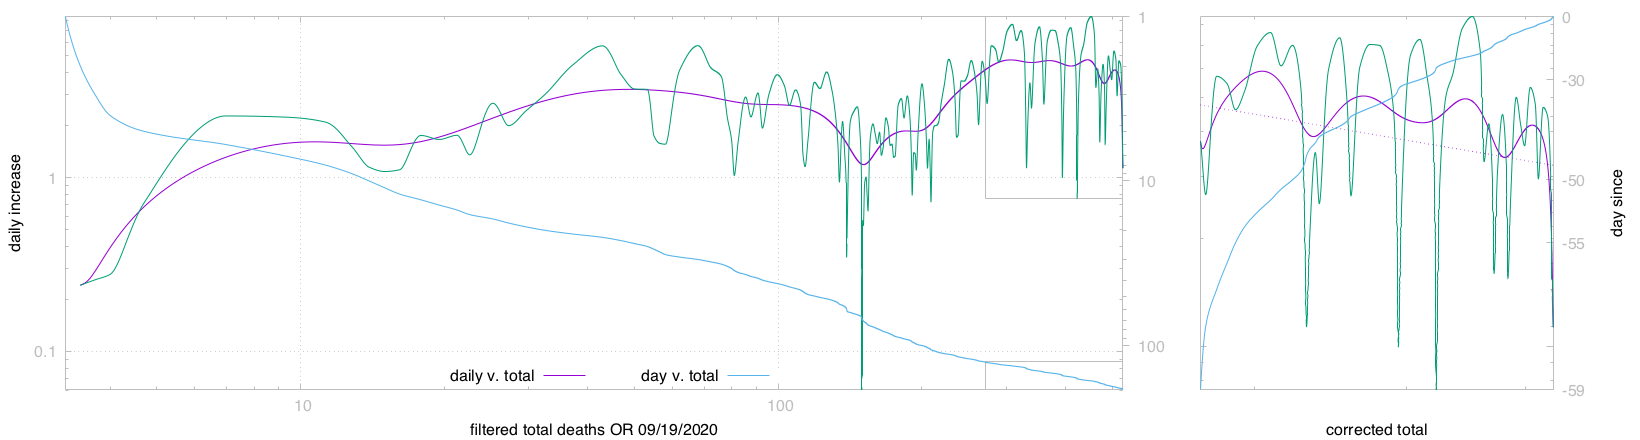 1
0
-30
1
10
-50
daily increase
day since
-55
0.1
100
daily v. total
day v. total
-59
10
100
filtered total deaths OR 09/19/2020
corrected total